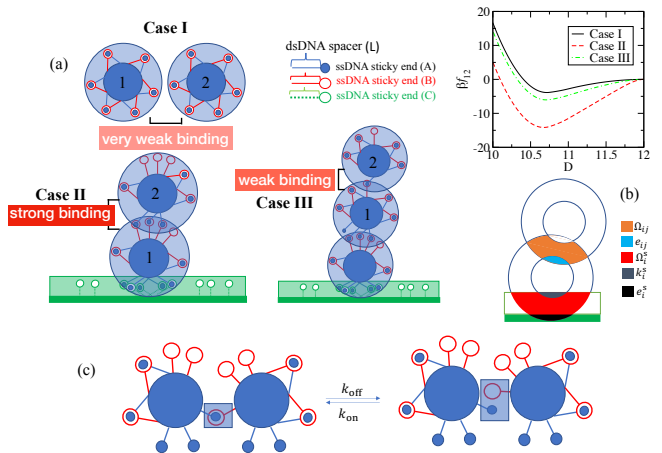 Case I
(a)
1
2
very weak binding
dsDNA spacer (L)
ssDNA sticky end (A)
ssDNA sticky end (B)
ssDNA sticky end (C)
20
10
0
-10
-20
βf₁₂
Case I
Case II
Case III
10
10.5
11
11.5
12
D
Case II
strong binding
2
1
weak binding
Case III
2
1
(b)
Ωᵢⱼ
eᵢⱼ
Ωᵢˢ
kᵢˢ
eᵢˢ
(c)
k_off
k_on